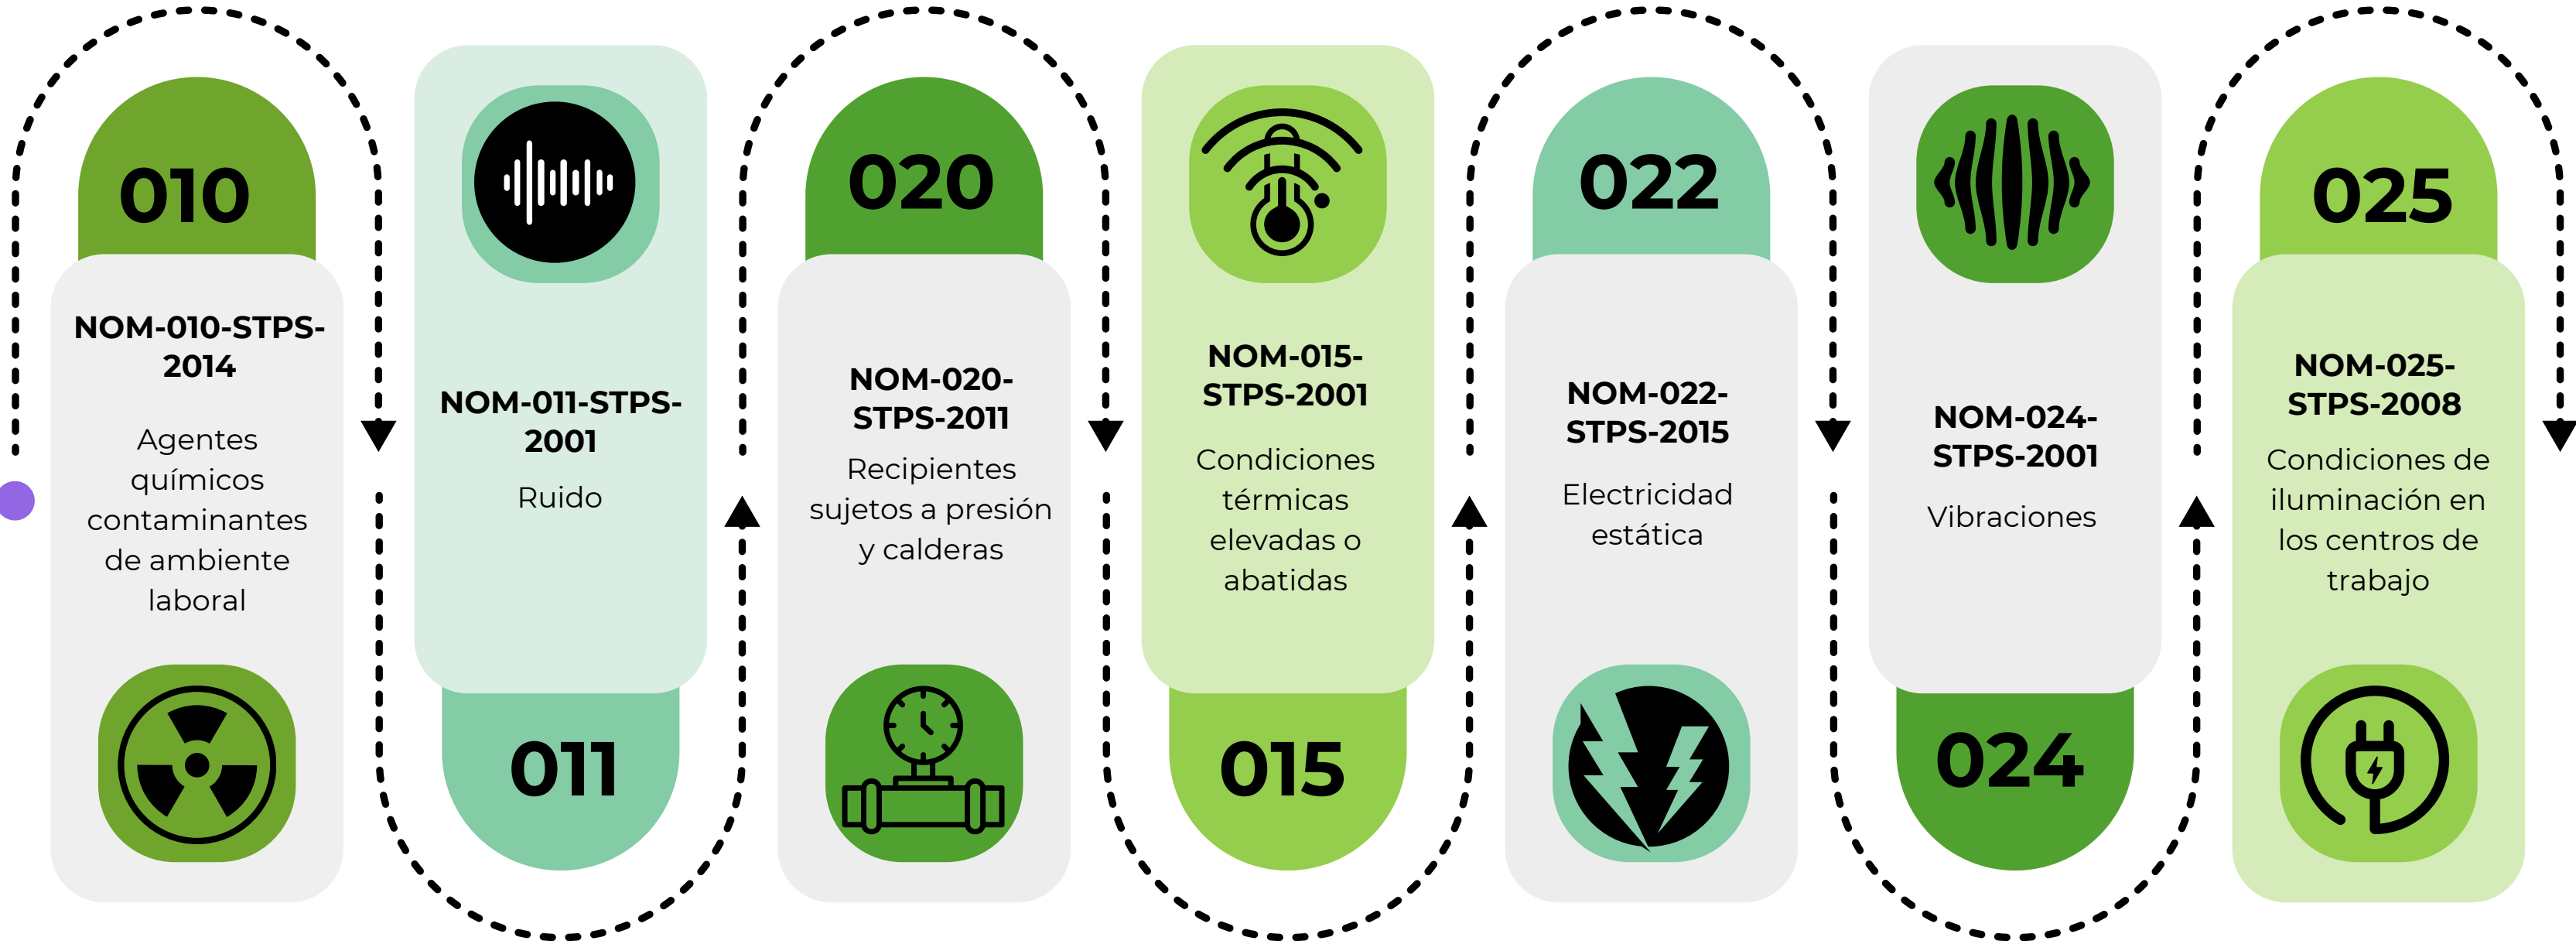 010
NOM-010-STPS-
2014
Agentes
químicos
contaminantes
de ambiente
laboral
NOM-011-STPS-
2001
Ruido
011
020
NOM-020-
STPS-2011
Recipientes
sujetos a presión
y calderas
NOM-015-
STPS-2001
Condiciones
térmicas
elevadas o
abatidas
015
022
NOM-022-
STPS-2015
Electricidad
estática
NOM-024-
STPS-2001
Vibraciones
024
025
NOM-025-
STPS-2008
Condiciones de
iluminación en
los centros de
trabajo